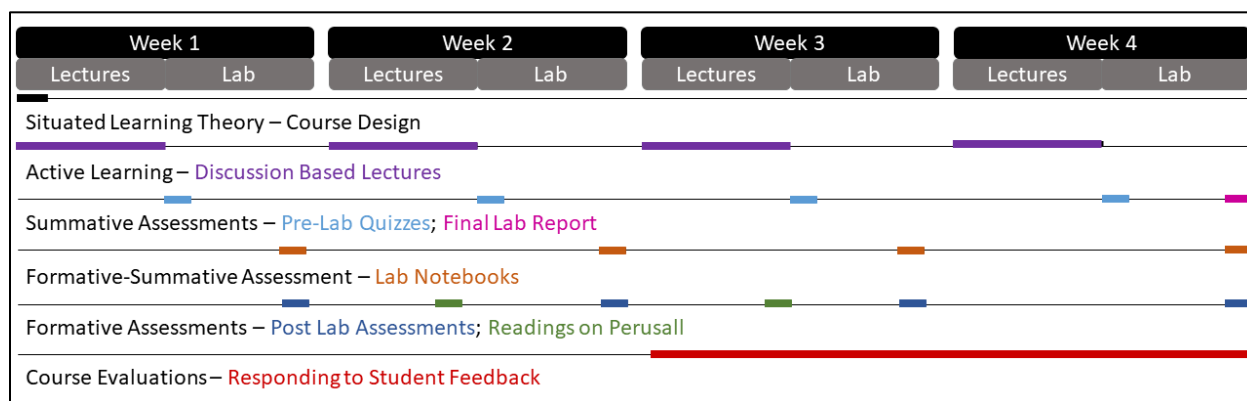 Week 1 Week 2 Week 3 Week 4
Lectures Lab Lectures Lab Lectures Lab Lectures Lab
Situated Learning Theory – Course Design
Active Learning – Discussion Based Lectures
Summative Assessments – Pre-Lab Quizzes; Final Lab Report
Formative-Summative Assessment – Lab Notebooks
Formative Assessments – Post Lab Assessments; Readings on Perusall
Course Evaluations – Responding to Student Feedback